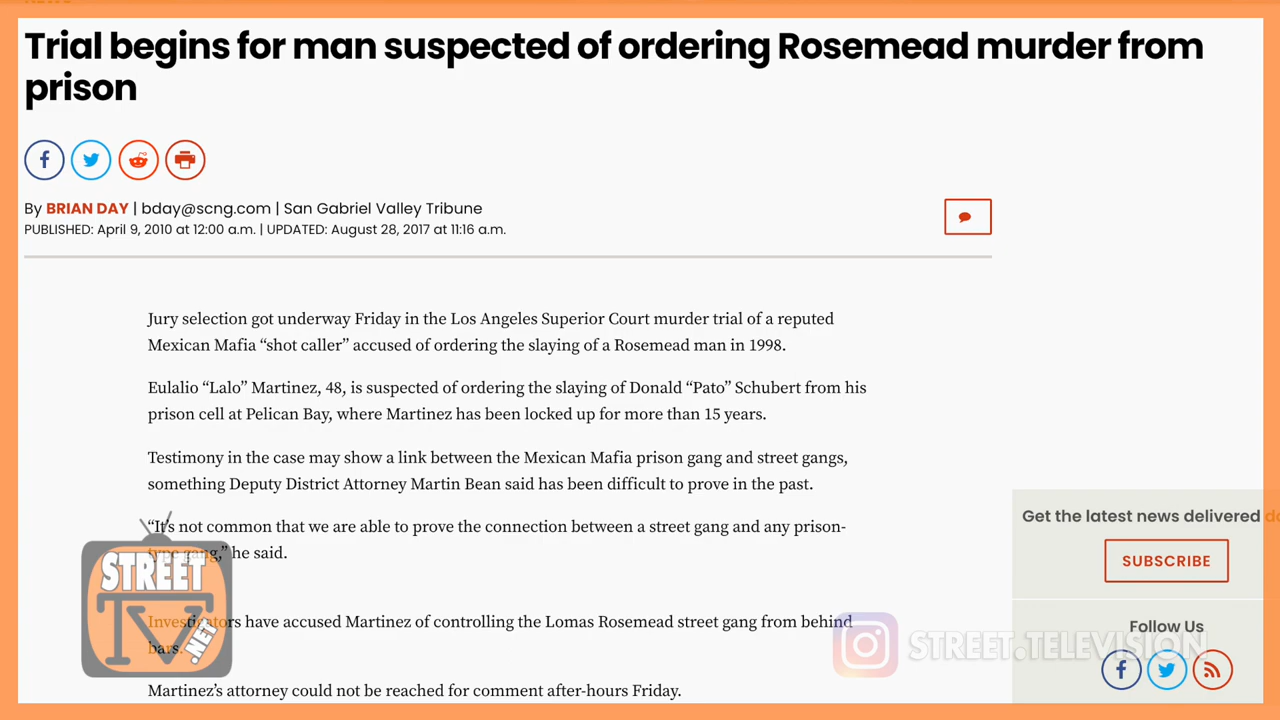 Trial begins for man suspected of ordering Rosemead murder from
prison
By BRIAN DAY | bday@scng.com | San Gabriel Valley Tribune
PUBLISHED: April 9, 2010 at 12:00 a.m. | UPDATED: August 28, 2017 at 11:16 a.m.
Jury selection got underway Friday in the Los Angeles Superior Court murder trial of a reputed
Mexican Mafia “shot caller” accused of ordering the slaying of a Rosemead man in 1998.
Eulalio “Lalo” Martinez, 48, is suspected of ordering the slaying of Donald “Pato” Schubert from his
prison cell at Pelican Bay, where Martinez has been locked up for more than 15 years.
Testimony in the case may show a link between the Mexican Mafia prison gang and street gangs,
something Deputy District Attorney Martin Bean said has been difficult to prove in the past.
“It’s not common that we are able to prove the connection between a street gang and any prison-
type gang,” he said.
Investigators have accused Martinez of controlling the Lomas Rosemead street gang from behind
bars.
Martinez’s attorney could not be reached for comment after-hours Friday.
Get the latest news delivered
SUBSCRIBE
Follow Us
STREET
TV
.NET
STREET.TELEVISION